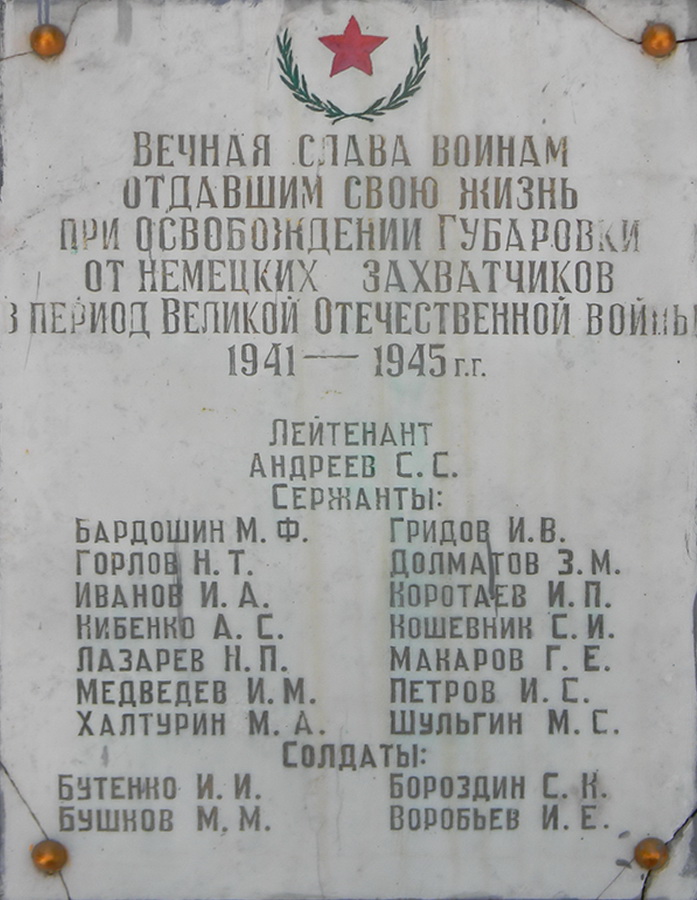 Вечная слава воинам
отдавшим свою жизнь
при освобождении Губаровки
от немецких захватчиков
в период Великой Отечественной войны
1941 — 1945 г.г.
Лейтенант
Андреев С. С.
Сержанты:
Бардошин М. Ф. Гридов И. В.
Горлов Н. Т. Долматов З. М.
Иванов И. А. Коротаев И. П.
Кибенко А. С. Кошевник С. И.
Лазарев Н. П. Макаров Г. Е.
Медведев И. М. Петров И. С.
Халтурин М. А. Шульгин М. С.
Солдаты:
Бутенко И. И. Бороздин С. К.
Бушков М. М. Воробьев И. Е.